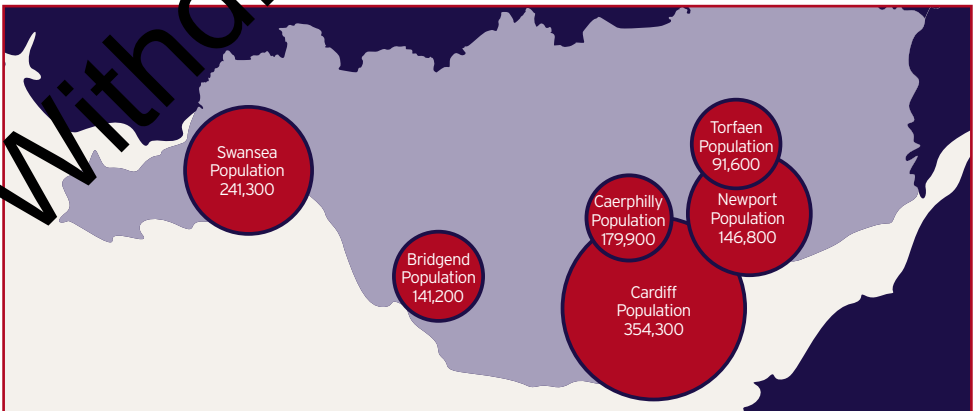 Witho
Swansea
Population
241,300
Bridgend
Population
141,200
Caerphilly
Population
179,900
Cardiff
Population
354,300
Torfaen
Population
91,600
Newport
Population
146,800